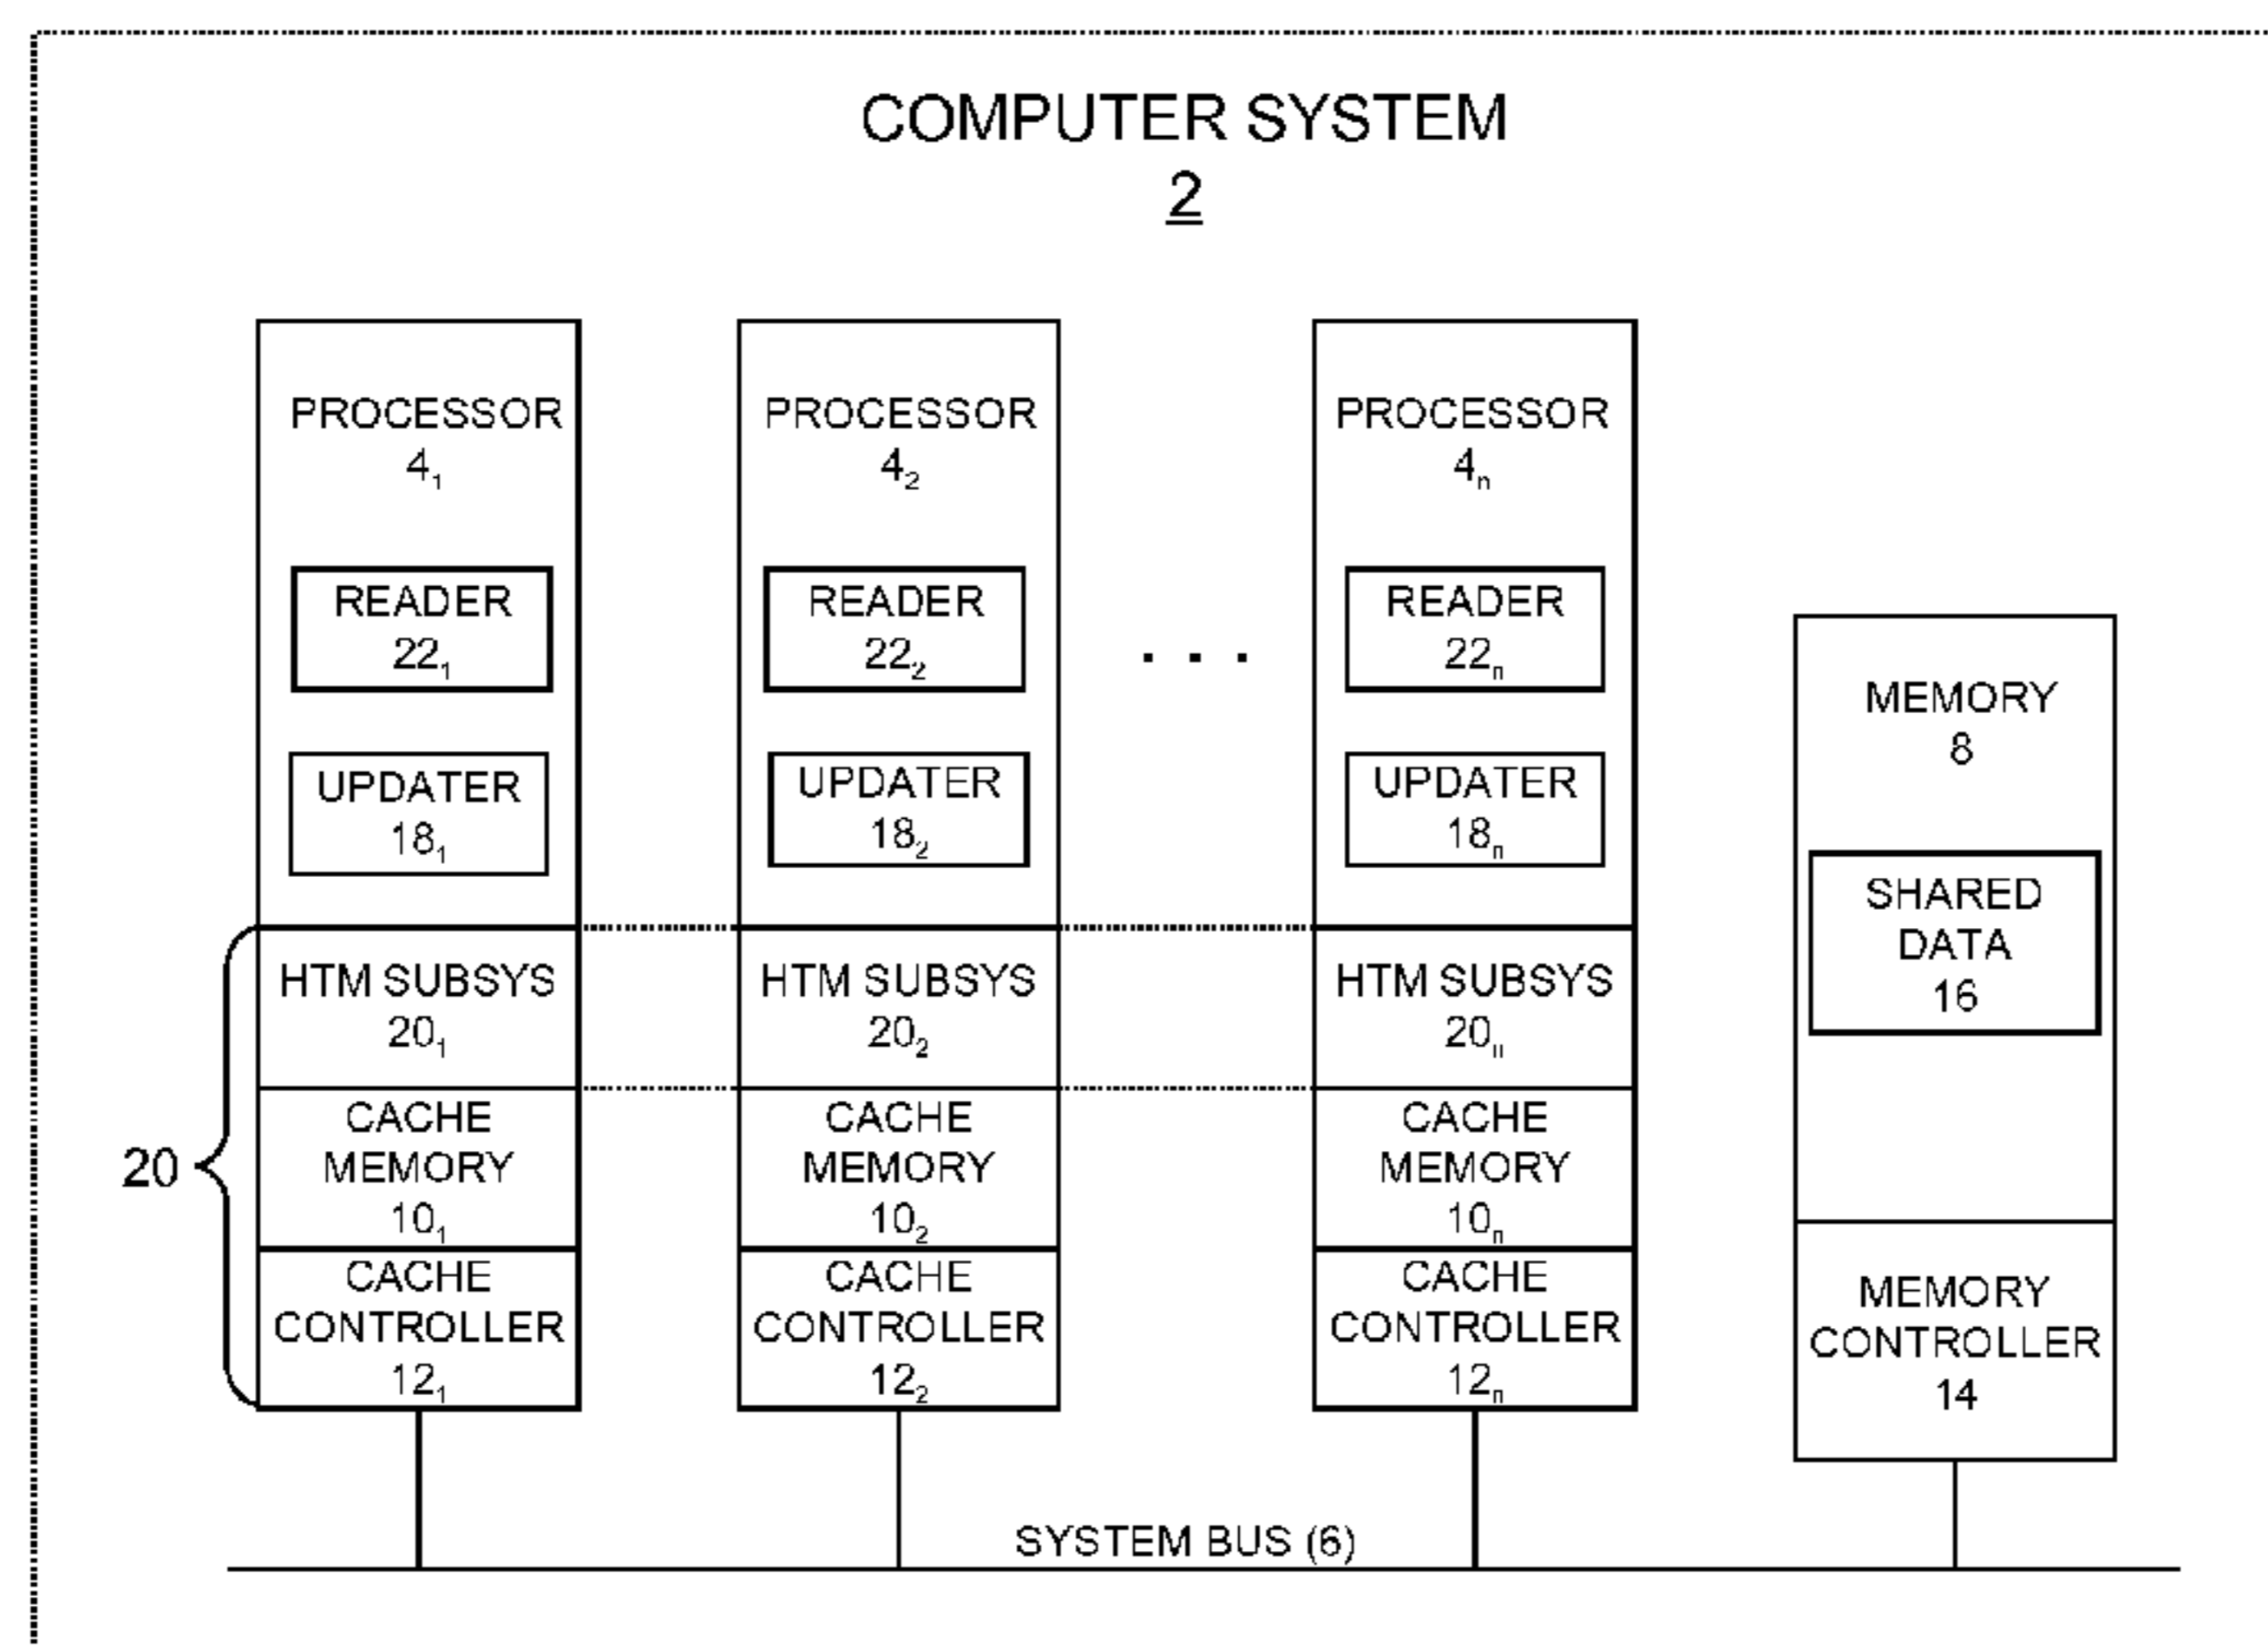 COMPUTER SYSTEM
2
PROCESSOR
4₁
READER
22₁
UPDATER
18₁
HTM SUBSYS
20₁
CACHE
MEMORY
10₁
CACHE
CONTROLLER
12₁
20
PROCESSOR
4₂
READER
22₂
UPDATER
18₂
HTM SUBSYS
20₂
CACHE
MEMORY
10₂
CACHE
CONTROLLER
12₂
. . .
PROCESSOR
4ₙ
READER
22ₙ
UPDATER
18ₙ
HTM SUBSYS
20ₙ
CACHE
MEMORY
10ₙ
CACHE
CONTROLLER
12ₙ
MEMORY
8
SHARED
DATA
16
MEMORY
CONTROLLER
14
SYSTEM BUS (6)